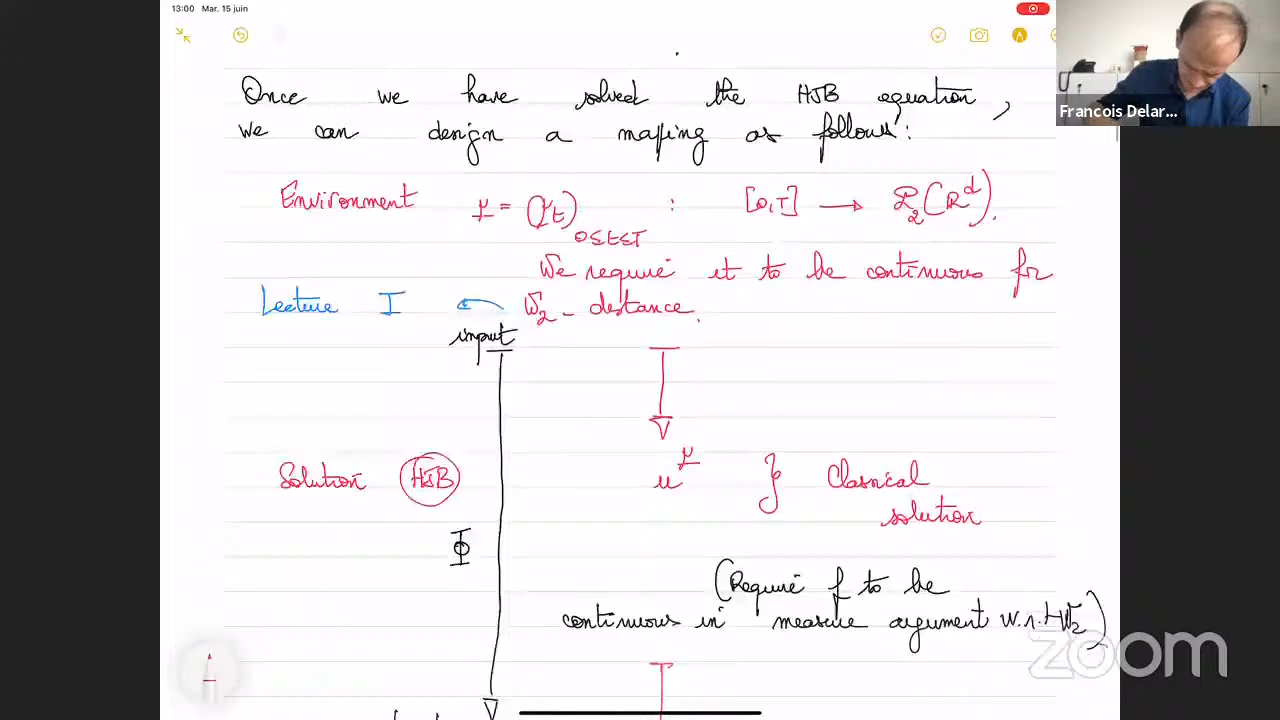 13:00 Mar. 15 juin
Francois Delar...
Once we have solved the HJB equation,
we can design a mapping as follows:
Environment μ = (μt) 0≤t≤T : [0,T] → P2(Rd).
We require it to be continuous for
Lecture I ← W2 - distance.
input
uμ } Classical
Solution HJB
solution
Φ
(Require f to be
continuous in measure argument w.r.t W2)
zoom